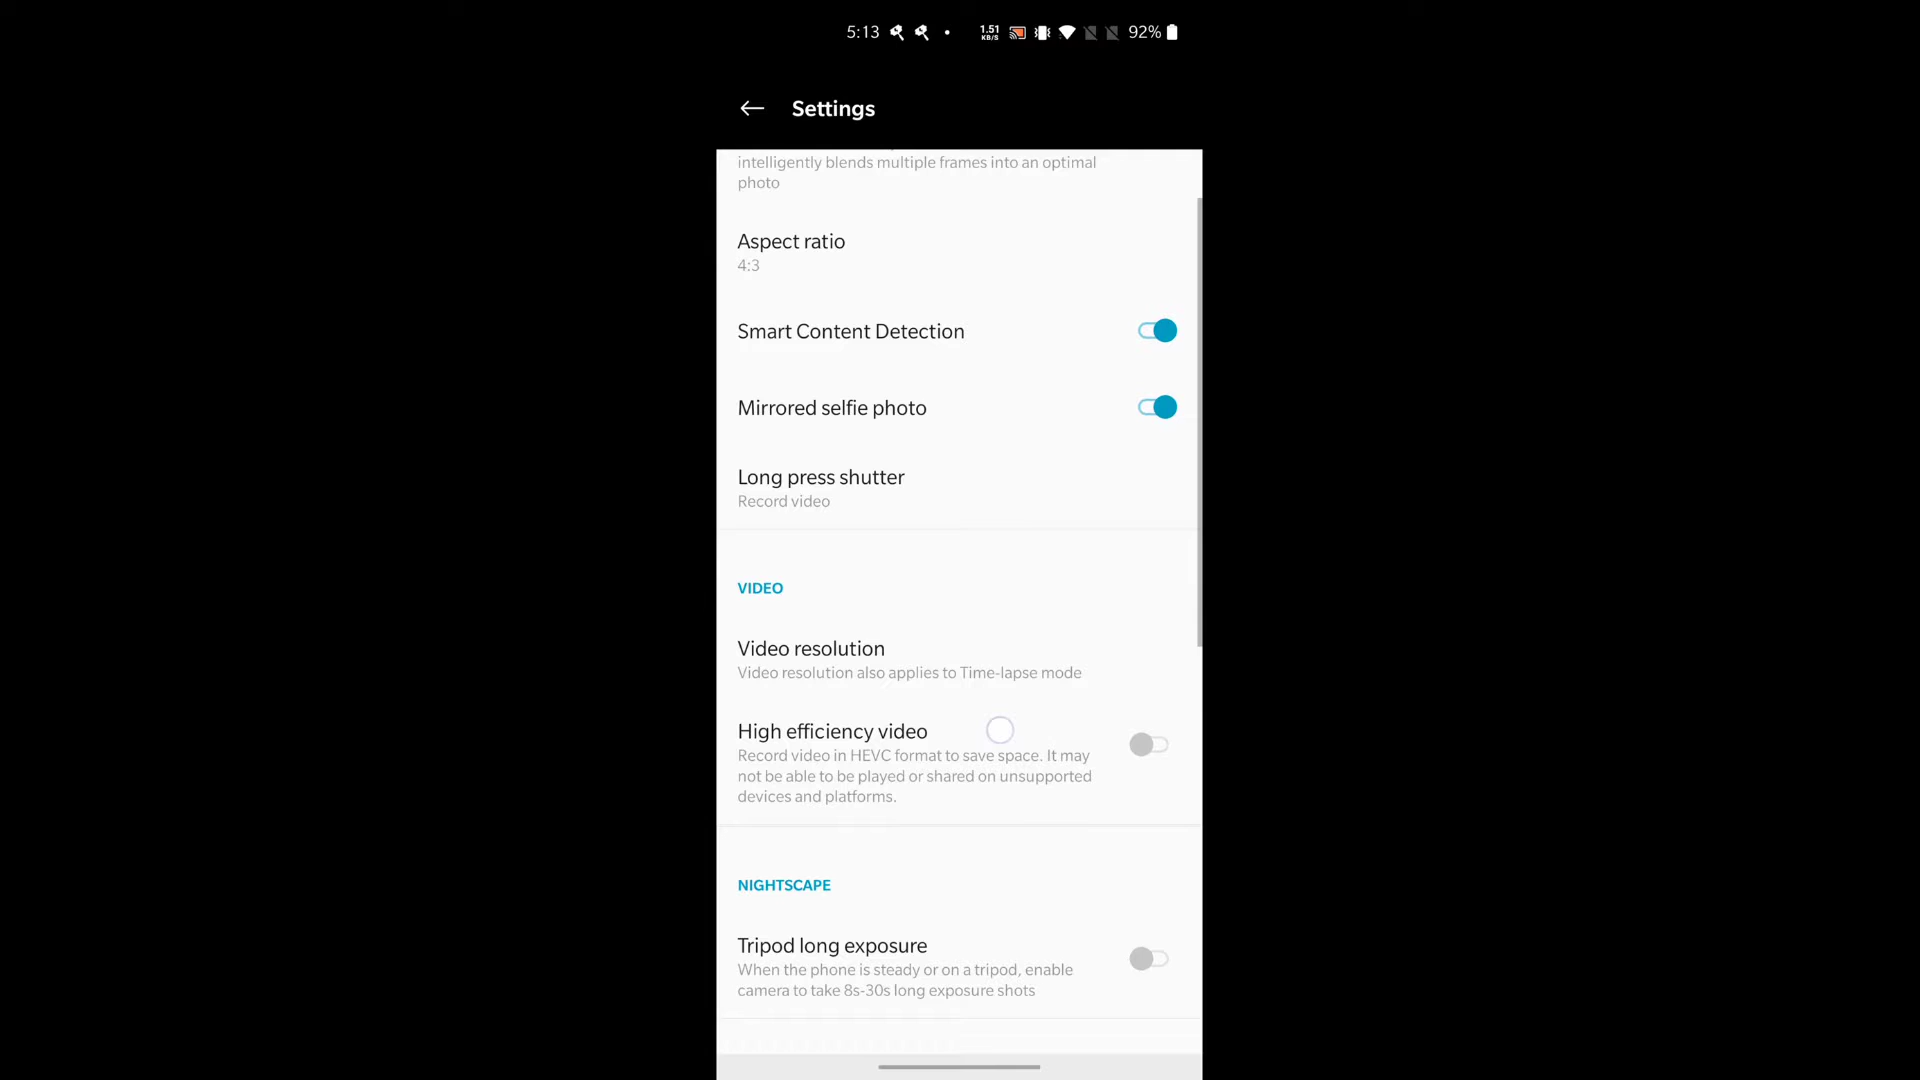 5:13
1.51
KB/S
92%
Settings
intelligently blends multiple frames into an optimal
photo
Aspect ratio
4:3
Smart Content Detection
Mirrored selfie photo
Long press shutter
Record video
VIDEO
Video resolution
Video resolution also applies to Time-lapse mode
High efficiency video
Record video in HEVC format to save space. It may
not be able to be played or shared on unsupported
devices and platforms.
NIGHTSCAPE
Tripod long exposure
When the phone is steady or on a tripod, enable
camera to take 8s-30s long exposure shots